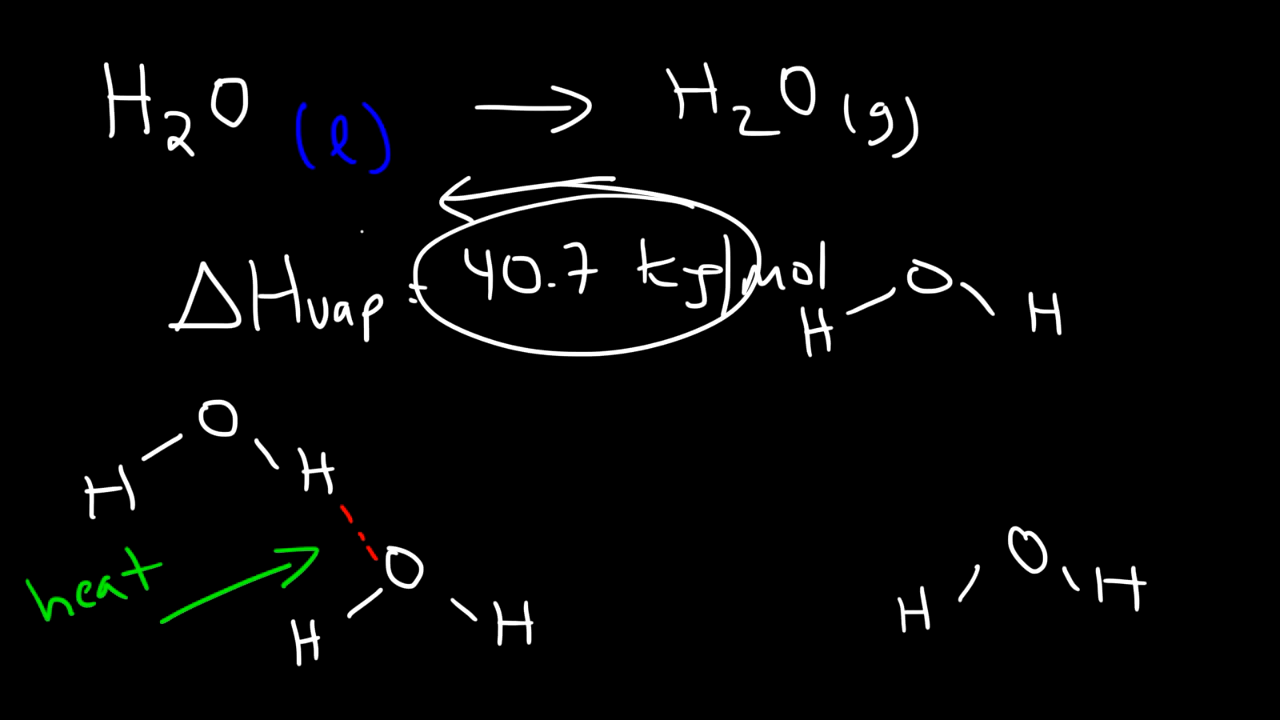 H₂O (l) → H₂O (g)
ΔHvap = 40.7 kJ/mol
H O H
H O H
heat
O
H H
H O H